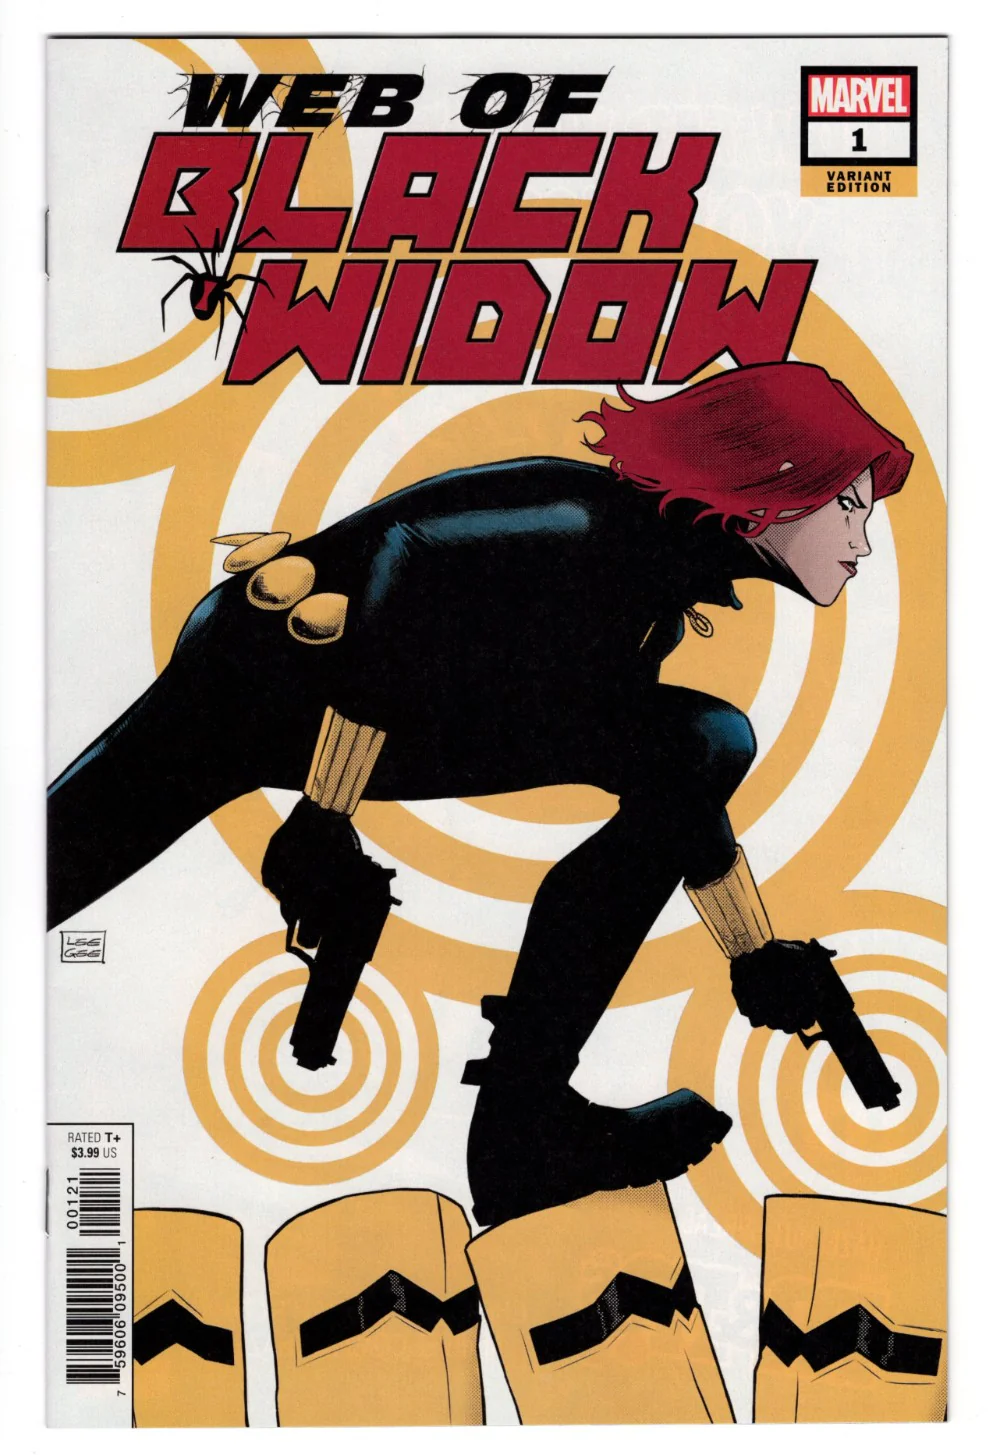 WEB OF
BLACK
WIDOW
MARVEL
1
VARIANT
EDITION
LEE
GEE
RATED T+
$3.99 US
00121
7 59606 09500 1